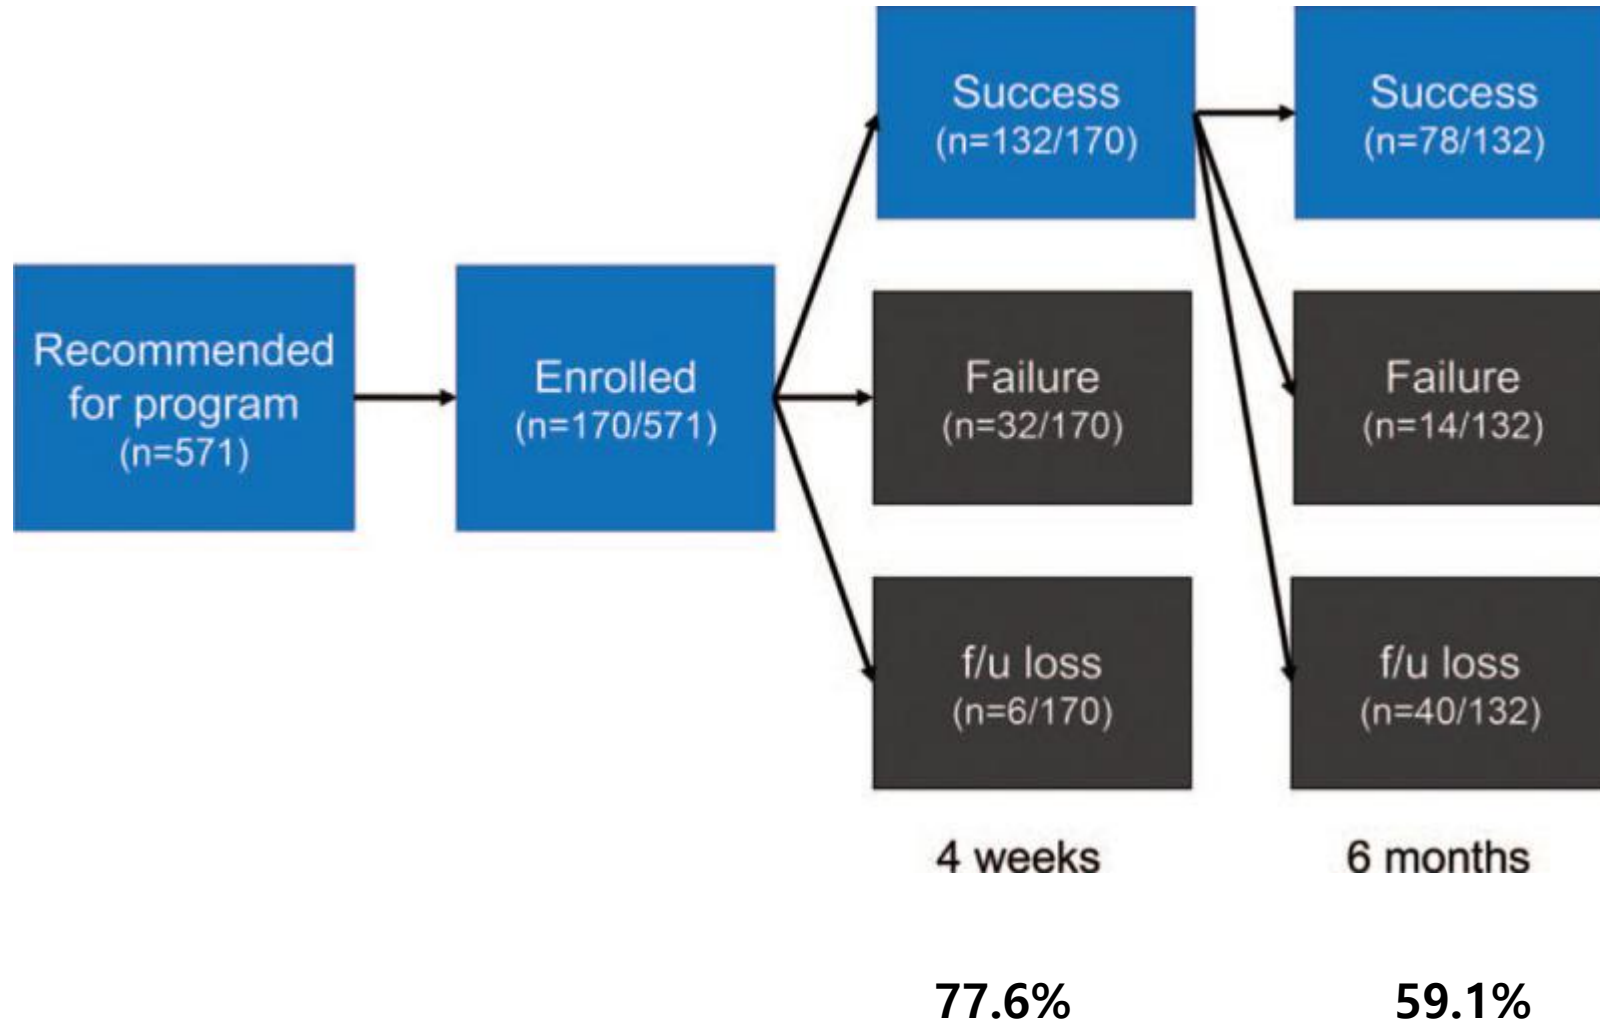 Recommended
for program
(n=571)
Enrolled
(n=170/571)
Success
(n=132/170)
Failure
(n=32/170)
f/u loss
(n=6/170)
4 weeks
77.6%
Success
(n=78/132)
Failure
(n=14/132)
f/u loss
(n=40/132)
6 months
59.1%